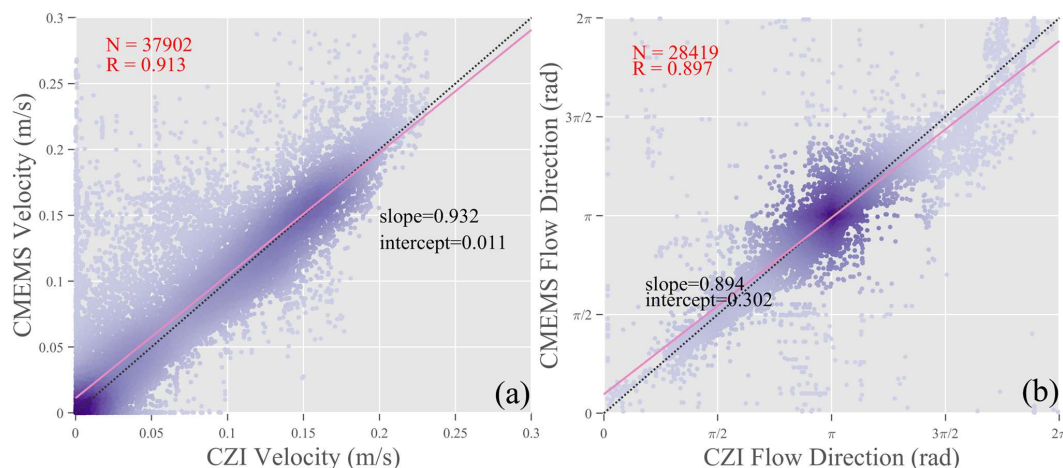 0.3
N = 37902
R = 0.913
0.25
0.2
0.15
0.1
0.05
0
CMEMS Velocity (m/s)
slope=0.932
intercept=0.011
(a)
0
0.05
0.1
0.15
0.2
0.25
0.3
CZI Velocity (m/s)
2π
N = 28419
R = 0.897
3π/2
π
π/2
0
CMEMS Flow Direction (rad)
slope=0.894
intercept=0.302
(b)
0
π/2
π
3π/2
2π
CZI Flow Direction (rad)